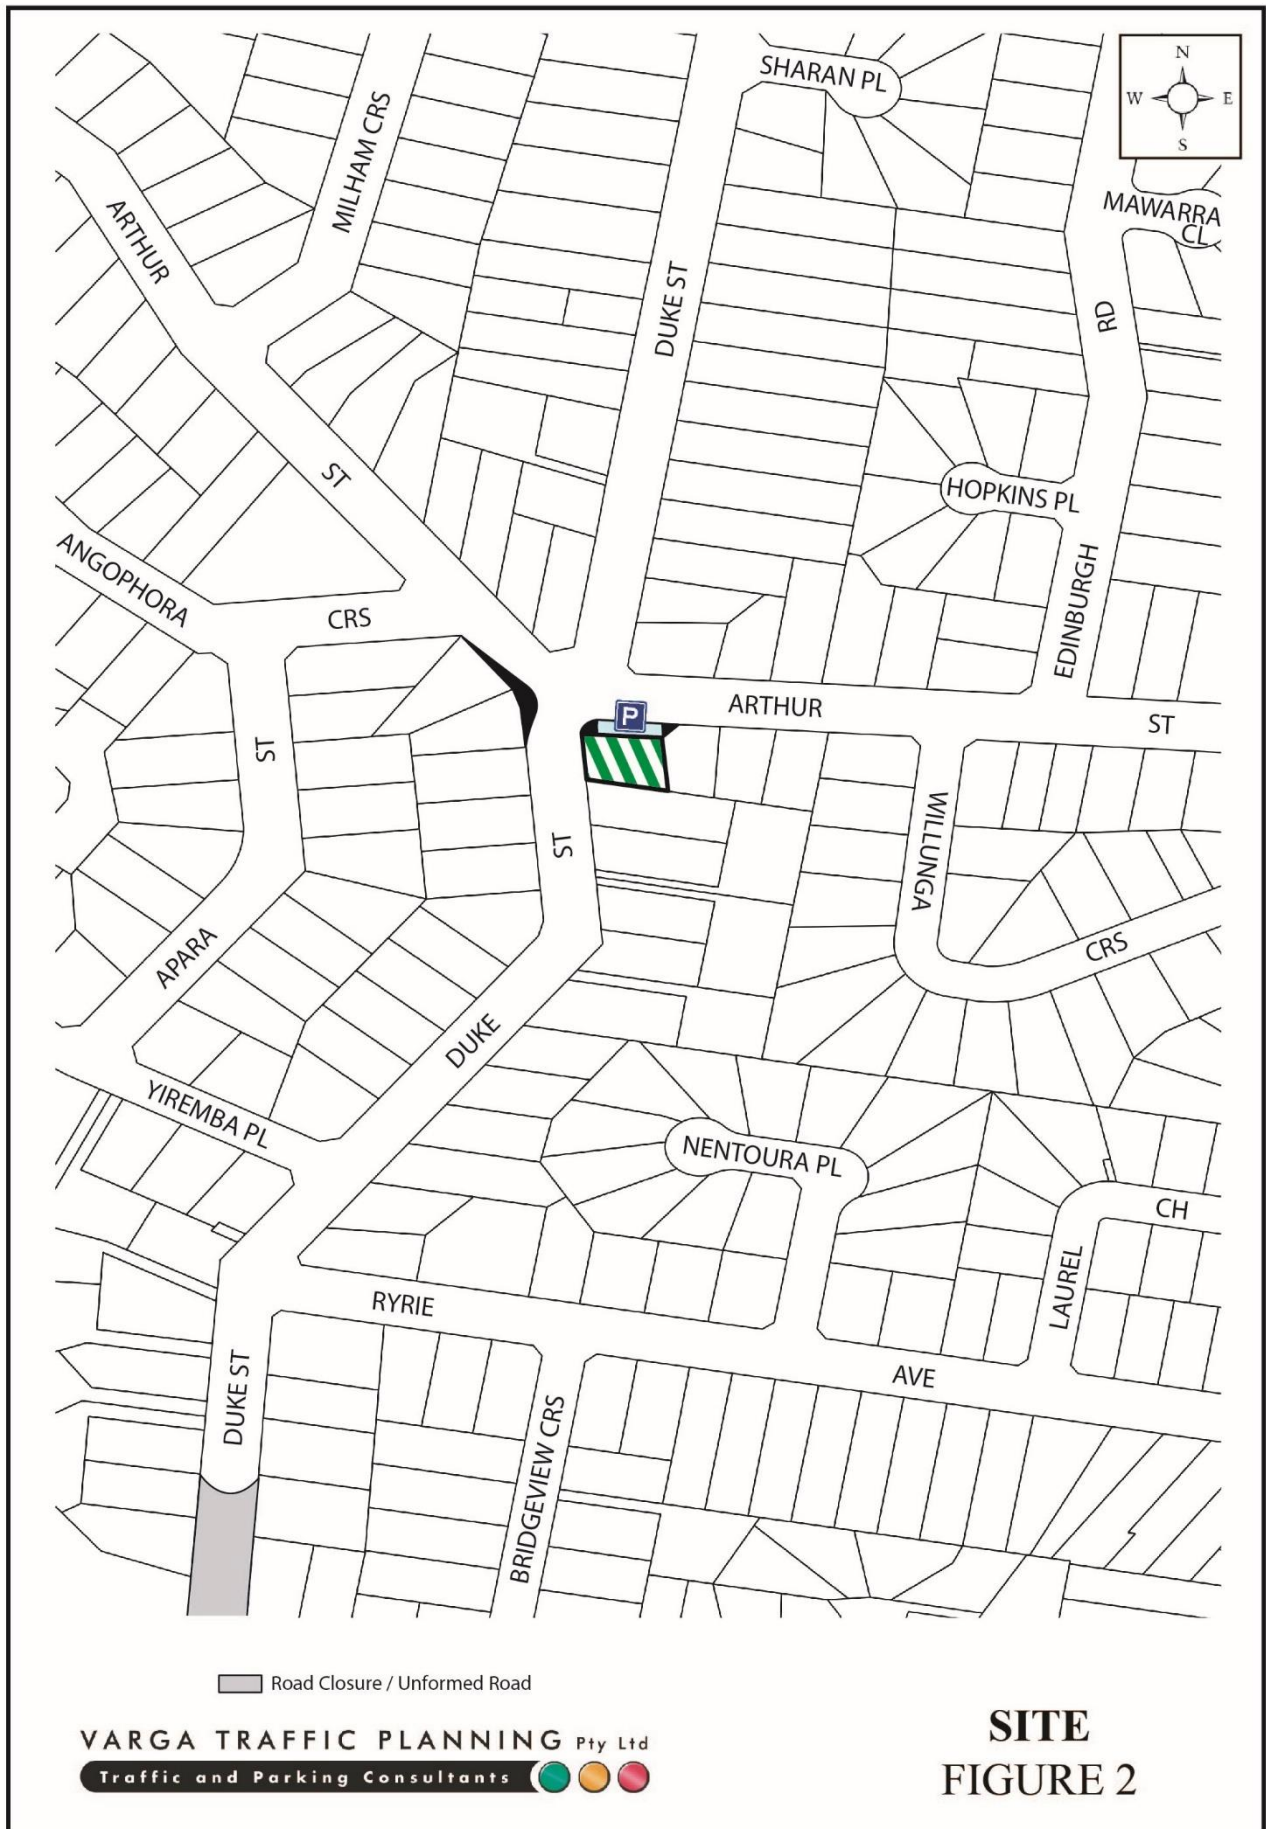 SHARAN PL
N
W
E
S
MILHAM CRS
MAWARRA
CL
ARTHUR
DUKE ST
RD
ST
HOPKINS PL
ANGOPHORA
CRS
EDINBURGH
P
ARTHUR
ST
ST
ST
WILLUNGA
CRS
APARA
DUKE
YIREMBA PL
NENTOURA PL
CH
LAUREL
RYRIE
AVE
DUKE ST
BRIDGEVIEW CRS
Road Closure / Unformed Road
VARGA TRAFFIC PLANNING Pty Ltd
Traffic and Parking Consultants
SITE
FIGURE 2